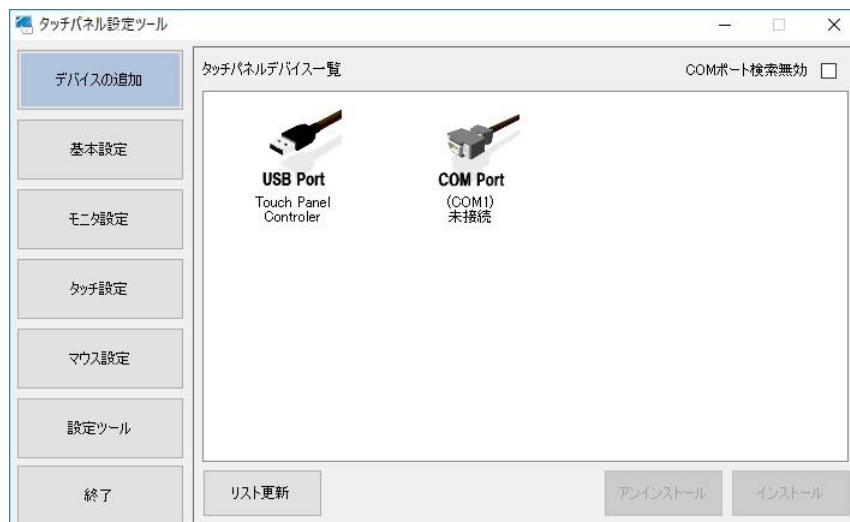 タッチパネル設定ツール
デバイスの追加
基本設定
モニタ設定
タッチ設定
マウス設定
設定ツール
終了
タッチパネルデバイス一覧
COMポート検索無効
USB Port
Touch Panel
Controler
COM Port
(COM1)
未接続
リスト更新
アンインストール
インストール